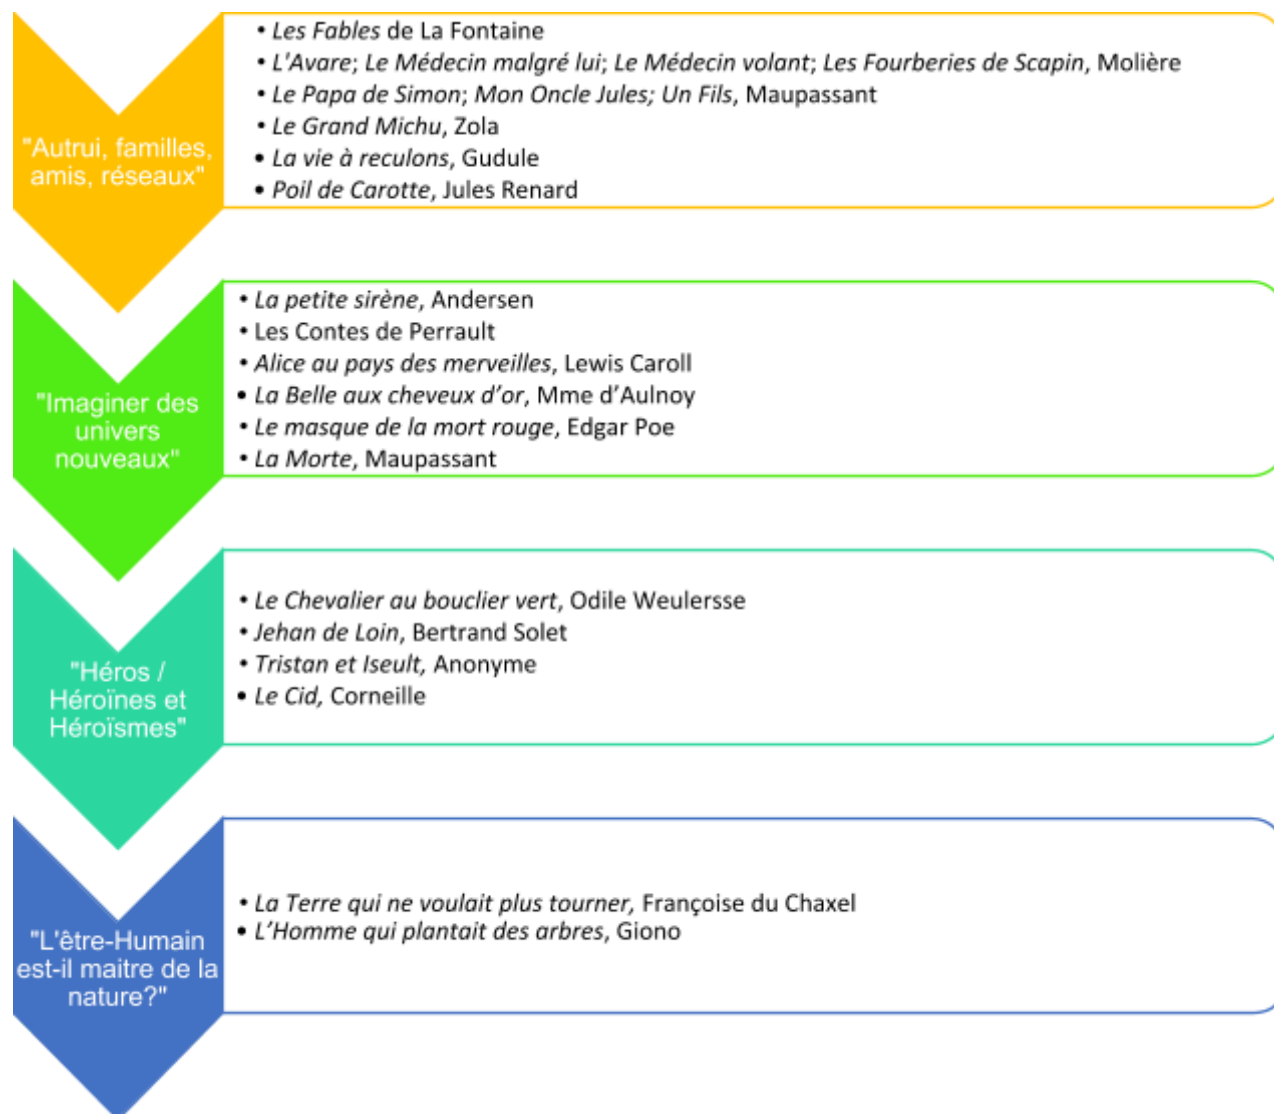 "Autrui, familles,
amis, réseaux"
• Les Fables de La Fontaine
• L'Avare; Le Médecin malgré lui; Le Médecin volant; Les Fourberies de Scapin, Molière
• Le Papa de Simon; Mon Oncle Jules; Un Fils, Maupassant
• Le Grand Michu, Zola
• La vie à reculons, Gudule
• Poil de Carotte, Jules Renard
"Imaginer des
univers
nouveaux"
• La petite sirène, Andersen
• Les Contes de Perrault
• Alice au pays des merveilles, Lewis Caroll
• La Belle aux cheveux d’or, Mme d’Aulnoy
• Le masque de la mort rouge, Edgar Poe
• La Morte, Maupassant
"Héros /
Héroïnes et
Héroïsmes"
• Le Chevalier au bouclier vert, Odile Weulersse
• Jehan de Loin, Bertrand Solet
• Tristan et Iseult, Anonyme
• Le Cid, Corneille
"L'être-Humain
est-il maitre de la
nature?"
• La Terre qui ne voulait plus tourner, Françoise du Chaxel
• L’Homme qui plantait des arbres, Giono